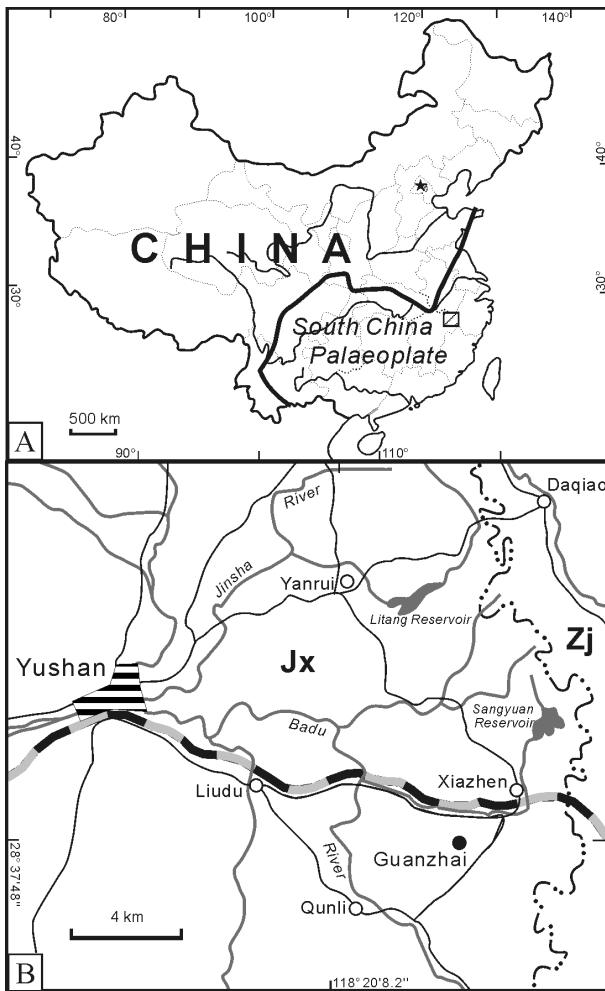 80°
100°
120°
140°
40°
40°
30°
30°
CHINA
South China
Palaeoplate
500 km
A
90°
110°
River
Daqiao
Jinsha
Yanrui
Litang Reservoir
Zj
Yushan
Jx
Badu
Sangyuan
Reservoir
Xiazhen
Liudu
Guanzhai
28°37'48"
River
Qunli
4 km
118°20'8.2"
B